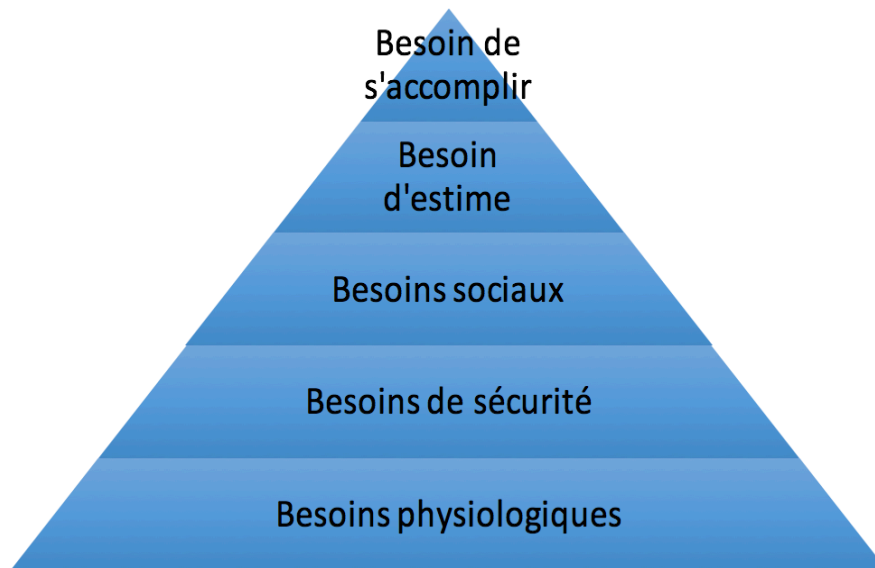 Besoin de
s'accomplir
Besoin
d'estime
Besoins sociaux
Besoins de sécurité
Besoins physiologiques